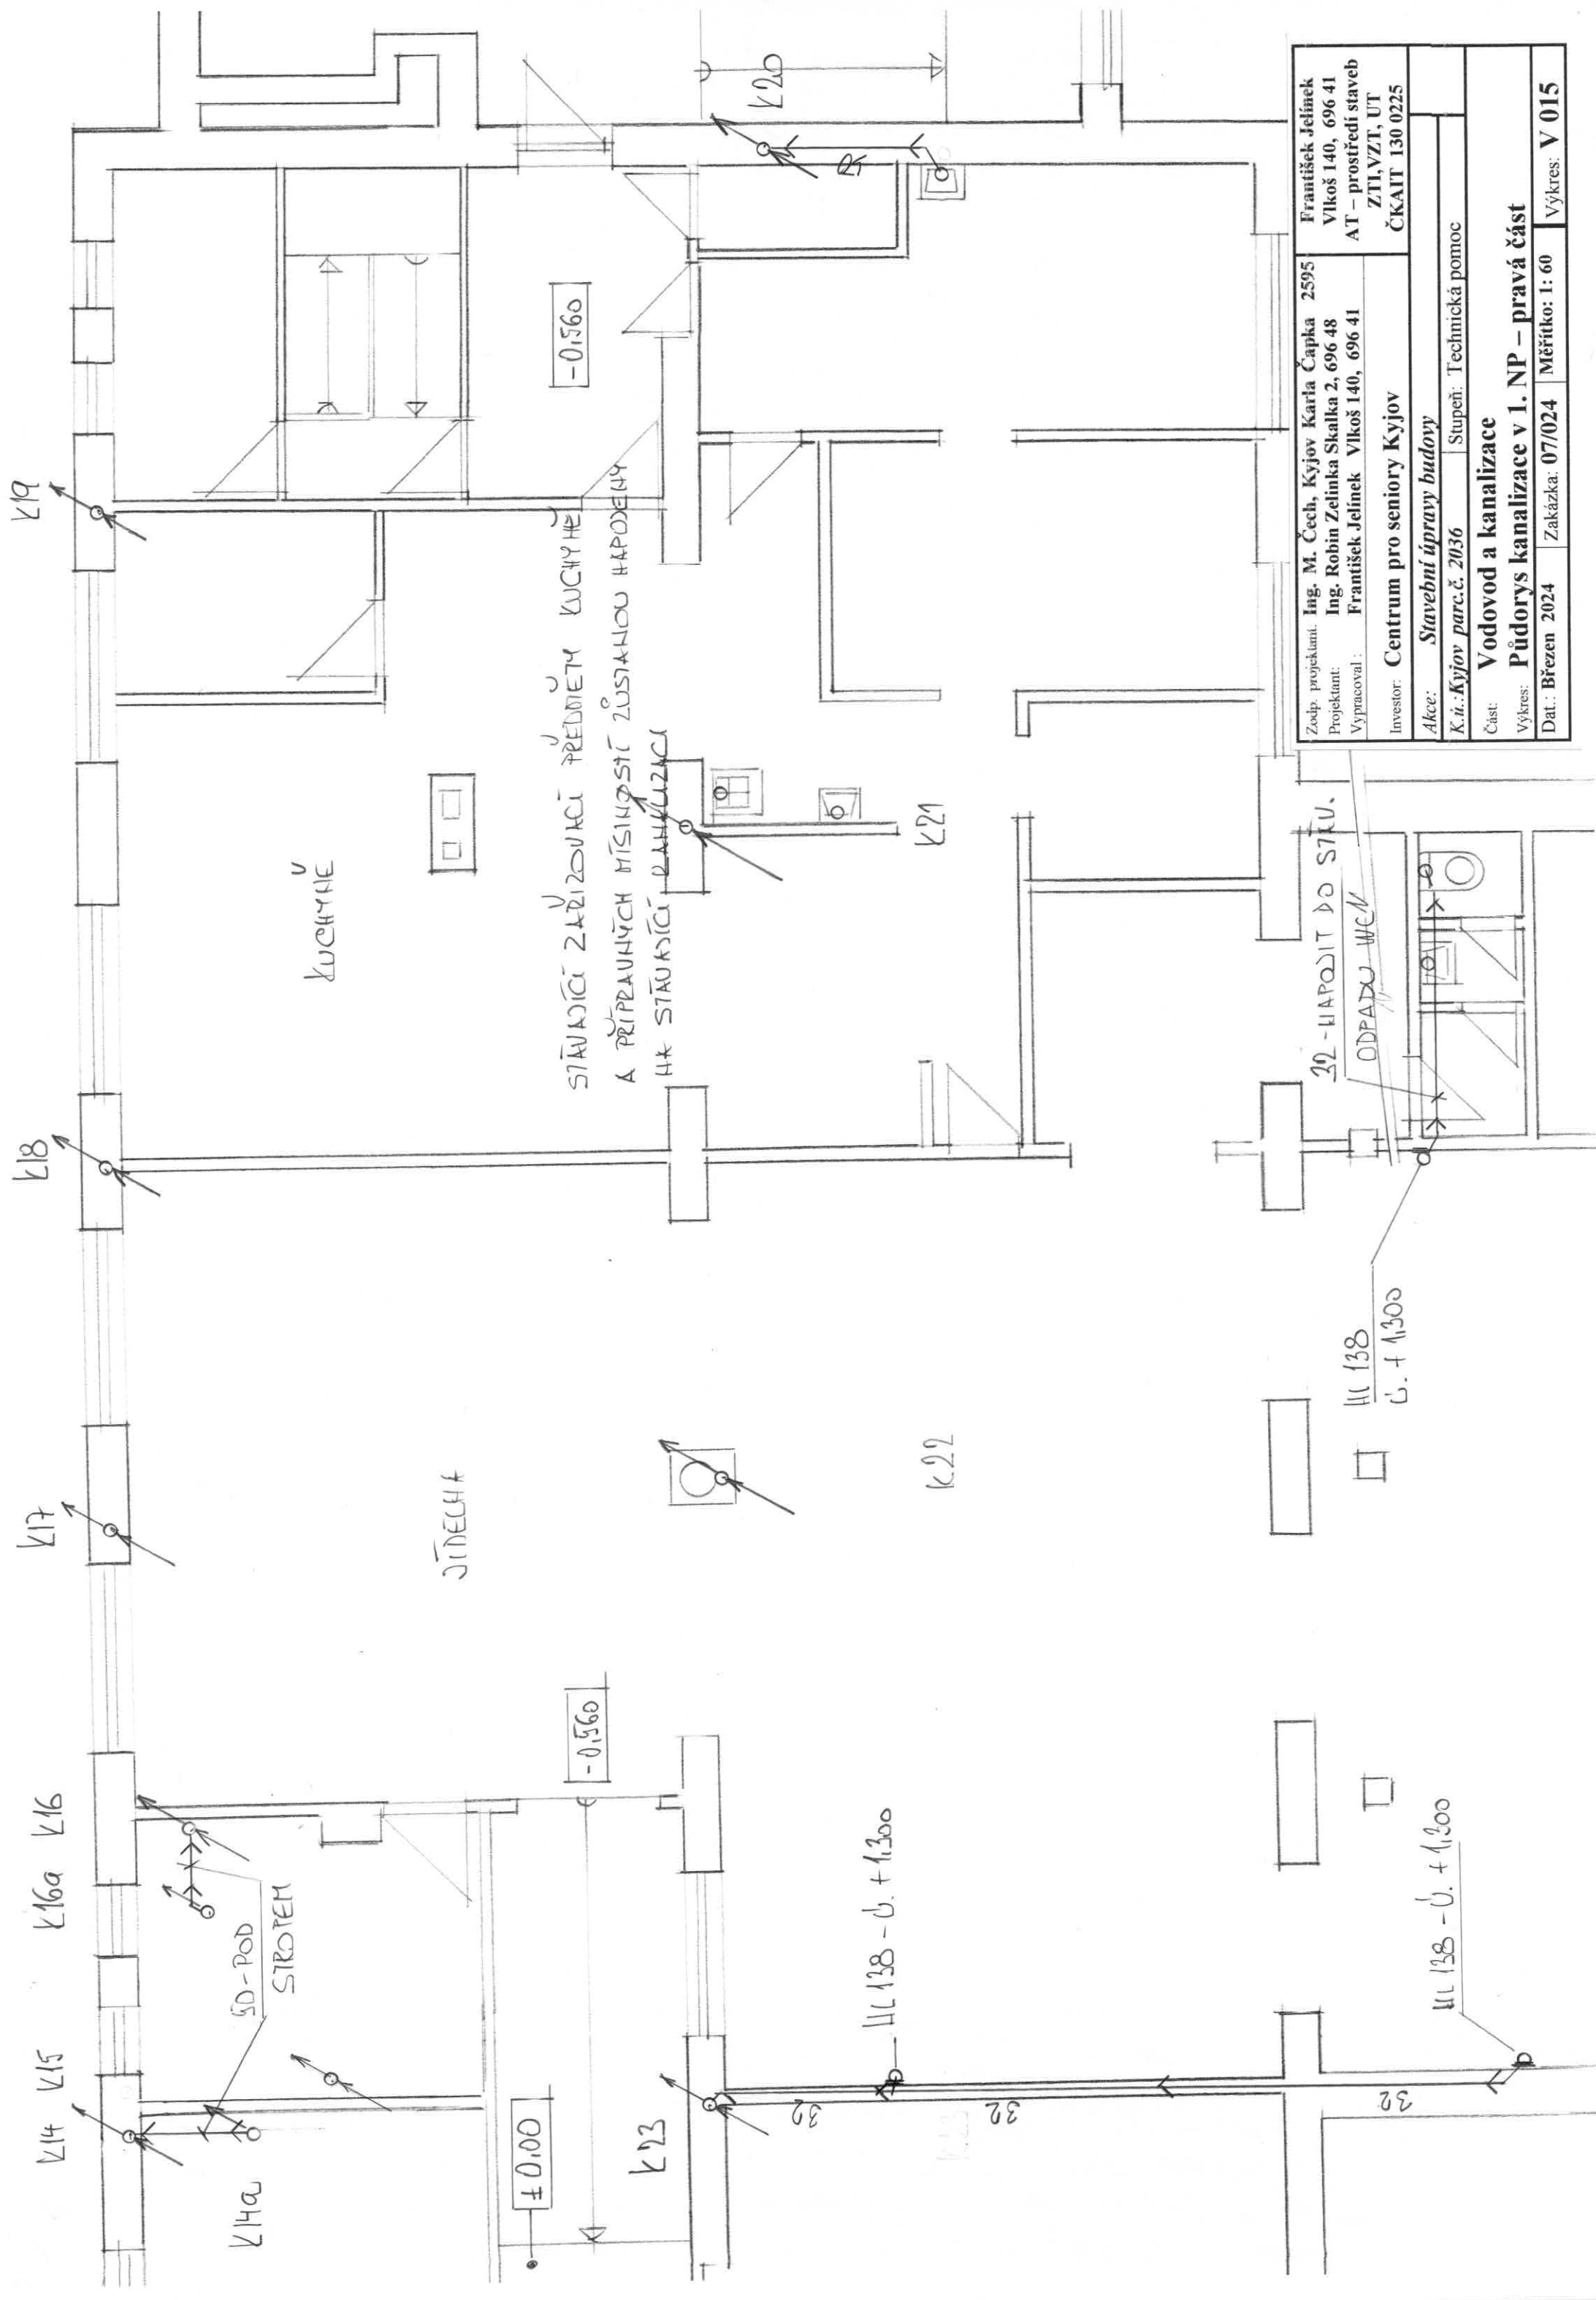 K14
K15
K16a
K16
K17
K18
K19
K14a
50-POD
STROPEM
KUCHYNĚ
JÍDELNA
± 0,00
-0,560
-0,560
STÁVAJÍCÍ ZAŘIZOVACÍ PŘEDMĚTY KUCHYNĚ
A PŘÍPRAVNÝCH MÍSTNOSTÍ ZŮSTANOU NAPOJENY
NA STÁVAJÍCÍ KANALIZACI
K23
K22
K21
K20
HL 138 - Ú. + 1,300
32
32
32
HL 138
Ú. + 1,300
HL 138 - Ú. + 1,300
32 - NAPOJIT DO STÁV.
ODPADU WC
Zodp. projektant. Ing. M. Čech, Kyjov Karla Čapka 2595
Projektant: Ing. Robin Zelinka Skalka 2, 696 48
Vypracoval : František Jelínek Vlkoš 140, 696 41
František Jelínek
Vlkoš 140, 696 41
AT – prostředí staveb
ZTI,VZT, UT
ČKAIT 130 0225
Investor: Centrum pro seniory Kyjov
Akce: Stavební úpravy budovy
K.ú.:Kyjov parc.č. 2036 Stupeň: Technická pomoc
Část: Vodovod a kanalizace
Výkres: Půdorys kanalizace v 1. NP – pravá část
Dat.: Březen 2024 Zakázka: 07/024 Měřítko: 1: 60 Výkres: V 015